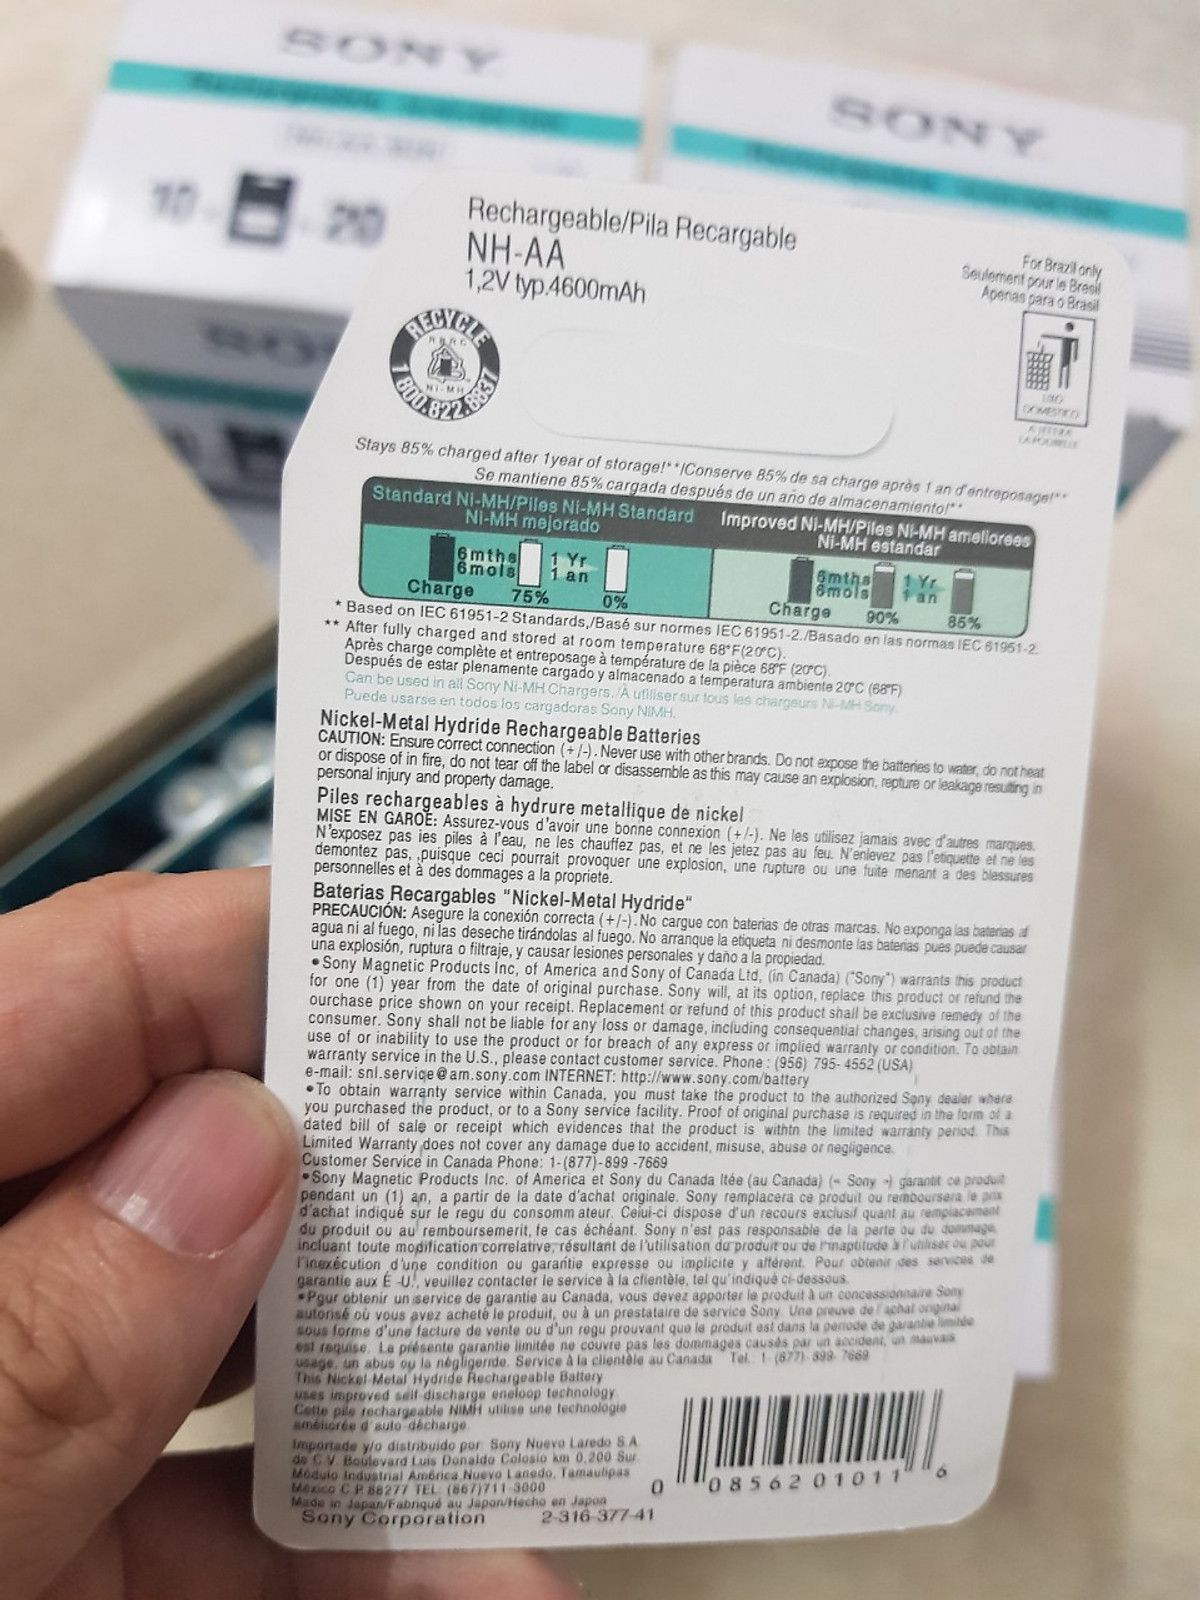 SONY
SONY
10
20
Rechargeable/Pila Recargable
NH-AA
1,2V typ.4600mAh
For Brazil only
Seulement pour le Bresil
Apenas para o Brasil
RECYCLE
RBRC
Ni-MH
1 800.822.8837
LIXO
DOMESTICO
Stays 85% charged after 1year of storage!**/Conserve 85% de sa charge après 1 an d'entreposage!**
Se mantiene 85% cargada después de un año de almacenamiento!**
Standard Ni-MH/Piles Ni-MH Standard
Ni-MH mejorado
Improved Ni-MH/Piles Ni-MH ameliorees
Ni-MH estandar
6mths 1 Yr
6mols 1 an
Charge 75% 0%
6mths 1 Yr
6mols 1 an
Charge 90% 85%
* Based on IEC 61951-2 Standards,/Basé sur normes IEC 61951-2./Basado en las normas IEC 61951-2.
** After fully charged and stored at room temperature 68°F(20°C).
Après charge complète et entreposage à température de la pièce 68°F (20°C).
Después de estar plenamente cargado y almacenado a temperatura ambiente 20°C (68°F)
Can be used in all Sony Ni-MH Chargers./À utiliser sur tous les chargeurs Ni-MH Sony.
Puede usarse en todos los cargadoras Sony NIMH.
Nickel-Metal Hydride Rechargeable Batteries
CAUTION: Ensure correct connection (+/-). Never use with other brands. Do not expose the batteries to water, do not heat
or dispose of in fire, do not tear off the label or disassemble as this may cause an explosion, repture or leakage resulting in
personal injury and property damage.
Piles rechargeables à hydrure metallique de nickel
MISE EN GAROE: Assurez-vous d'avoir une bonne connexion (+/-). Ne les utilisez jamais avec d'autres marques.
N'exposez pas ies piles à l'eau, ne les chauffez pas, et ne les jetez pas au feu. N'enlevez pas l'etiquette et ne les
demontez pas, ,puisque ceci pourrait provoquer une explosion, une rupture ou une fuite menant a des blessures
personnelles et à des dommages a la propriete.
Baterias Recargables "Nickel-Metal Hydride"
PRECAUCIÓN: Asegure la conexión correcta (+/-). No cargue con baterias de otras marcas. No exponga las baterias al
agua ni al fuego, ni las deseche tirándolas al fuego. No arranque la etiqueta ni desmonte las baterias pues puede causar
una explosión, ruptura o filtraje, y causar lesiones personales y daño a la propiedad.
•Sony Magnetic Products Inc, of America and Sony of Canada Ltd, (in Canada) ("Sony") warrants this product
for one (1) year from the date of original purchase. Sony will, at its option, replace this product or refund the
ourchase price shown on your receipt. Replacement or refund of this product shall be exclusive remedy of the
consumer. Sony shall not be liable for any loss or damage, including consequential changes, arising out of the
use of or inability to use the product or for breach of any express or implied warranty or condition. To obtain
warranty service in the U.S., please contact customer service. Phone : (956) 795- 4552 (USA)
e-mail: snl.servige@am.sony.com INTERNET: http://www.sony.com/battery
•To obtain warranty service within Canada, you must take the product to the authorized Sony dealer where
you purchased the product, or to a Sony service facility. Proof of original purchase is required in the form of a
dated bill of sale or receipt which evidences that the product is withtn the limited warranty period. This
Limited Warranty does not cover any damage due to accident, misuse, abuse or negligence.
Customer Service in Canada Phone: 1-(877)-899 -7669
•Sony Magnetic Products Inc. of America et Sony du Canada ltée (au Canada) (~ Sony ~) garantit ce produit
pendant un (1) an, a partir de la date d'achat originale. Sony remplacera ce produit ou remboursera le prix
d'achat indiqué sur le regu du consomm ateur. Celui-ci dispose d'un recours exclusif quant au remplacement
du produit ou au remboursemerit, fe cas échéant. Sony n'est pas responsable de la perte ou du dommage,
incluant toute modification correlative, résultant de l'utilisation du produit ou de l'inaptitude à l'utiliser ou pour
l'inexécution d'une condition ou garantie expresse ou implicite y afférent. Pour obtenir des services de
garantie aux É -U., veuillez contacter le service à la clientèle, tel qu'indiqué ci-dessous.
•Pgur obtenir un service de garantie au Canada, vous devez apporter le produit à un concessionnaire Sony
autorisé où vous avez acheté le produit, ou à un prestataire de service Sony. Une preuve de l'achat original
sous forme d'une facture de vente ou d'un regu prouvant que le produit est dans la periode de garantie limitée
est requise. La présente garantie limitée ne couvre pas les dommages causés par un accident, un mauvais
usage, un abus ou la négligende. Service à la clientèle au Canada Tel. 1- (877)- 899- 7669
This Nickel-Metal Hydride Rechargeable Battery
uses improved self-discharge eneloop technology.
Cette pile rechargeable NIMH utilise une technologie
améliorée d'auto-décharge.
Importade y/o distribuido por: Sony Nuevo Laredo S.A.
de C.V. Boulevard Luis Donaldo Colosio km 0.200 Sur.
Módulo Industrial América,Nuevo Lanedo, Tamaulipas
México C.P. 88277 TEL: (867)711-3000
Made in Japan/Fabriqué au Japon/Hecho en Japon
Sony Corporation 2-316-377-41
0 0856201011 6